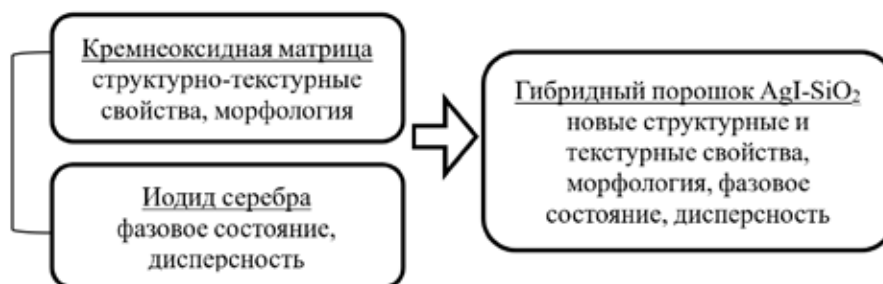 Кремнеоксидная матрица
структурно-текстурные
свойства, морфология
Иодид серебра
фазовое состояние,
дисперсность
Гибридный порошок AgI-SiO₂
новые структурные и
текстурные свойства,
морфология, фазовое
состояние, дисперсность